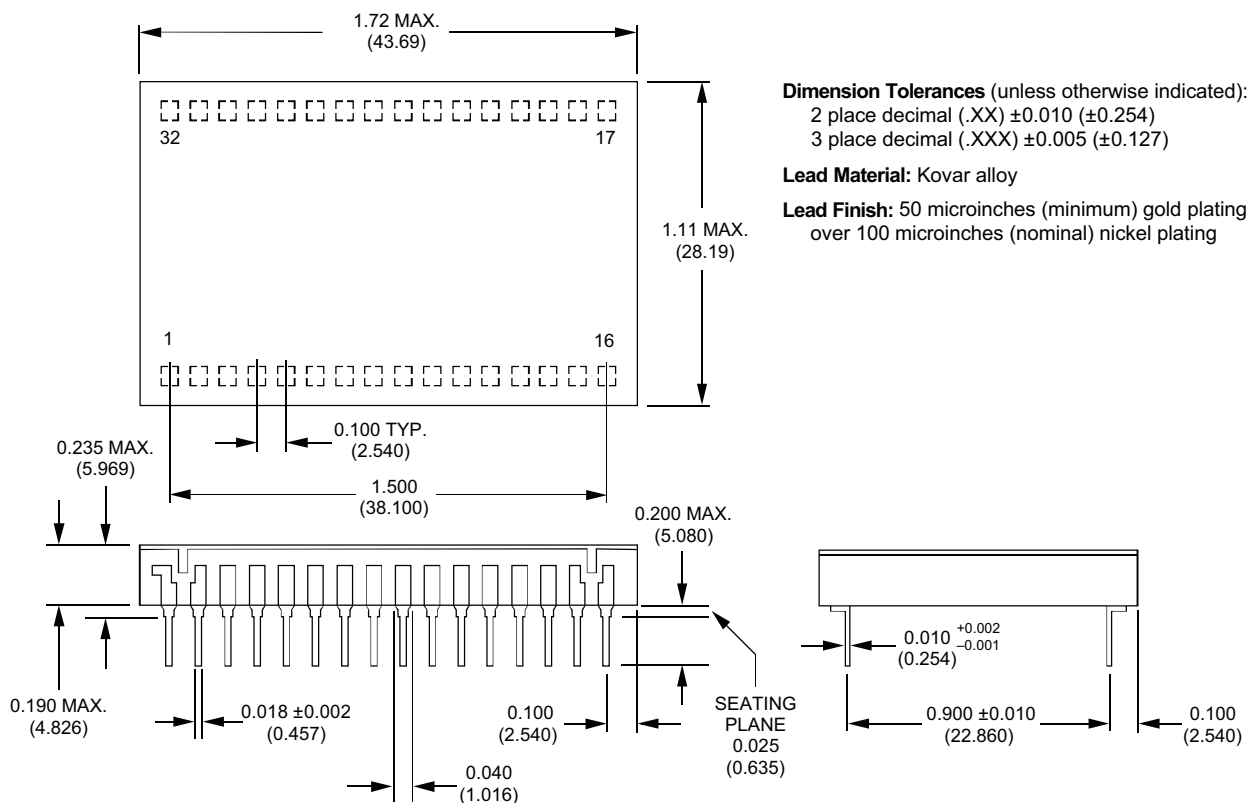 1.72 MAX.
(43.69)
32
17
1.11 MAX.
(28.19)
1
16
0.100 TYP.
(2.540)
0.235 MAX.
(5.969)
1.500
(38.100)
0.200 MAX.
(5.080)
0.190 MAX.
(4.826)
0.018 ±0.002
(0.457)
0.040
(1.016)
0.100
(2.540)
SEATING
PLANE
0.025
(0.635)
Dimension Tolerances (unless otherwise indicated):
2 place decimal (.XX) ±0.010 (±0.254)
3 place decimal (.XXX) ±0.005 (±0.127)
Lead Material: Kovar alloy
Lead Finish: 50 microinches (minimum) gold plating
over 100 microinches (nominal) nickel plating
0.010 +0.002 –0.001
(0.254)
0.900 ±0.010
(22.860)
0.100
(2.540)